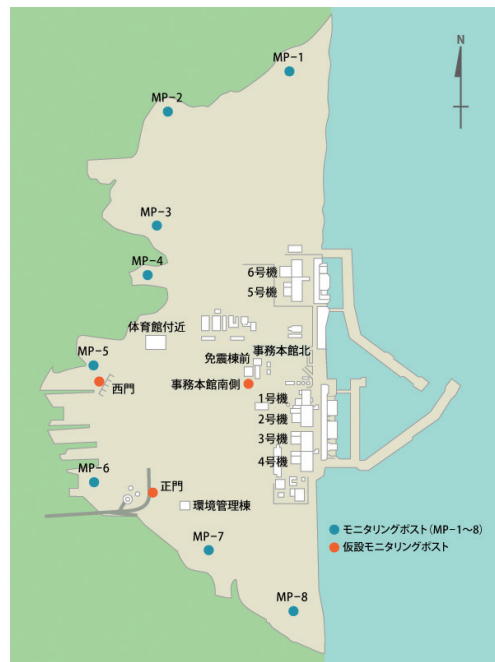 MP-1
N
MP-2
MP-3
MP-4
6号機
5号機
体育館付近
事務本館北
免震棟前
MP-5
西門
事務本館南側
1号機
2号機
3号機
4号機
MP-6
正門
環境管理棟
モニタリングポスト(MP-1〜8)
仮設モニタリングポスト
MP-7
MP-8